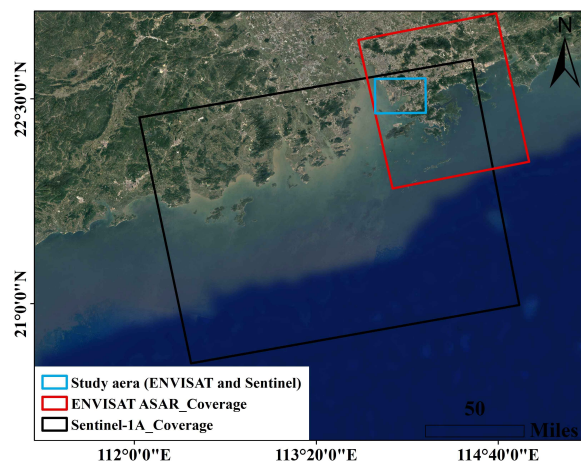 N
22°30'0"N
21°0'0"N
Study aera (ENVISAT and Sentinel)
ENVISAT ASAR_Coverage
Sentinel-1A_Coverage
50
Miles
112°0'0"E
113°20'0"E
114°40'0"E